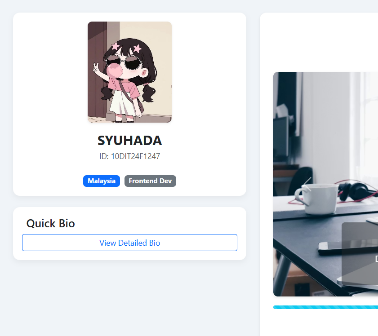 SYUHADA
ID: 10DIT24F1247
Malaysia Frontend Dev
Quick Bio
View Detailed Bio